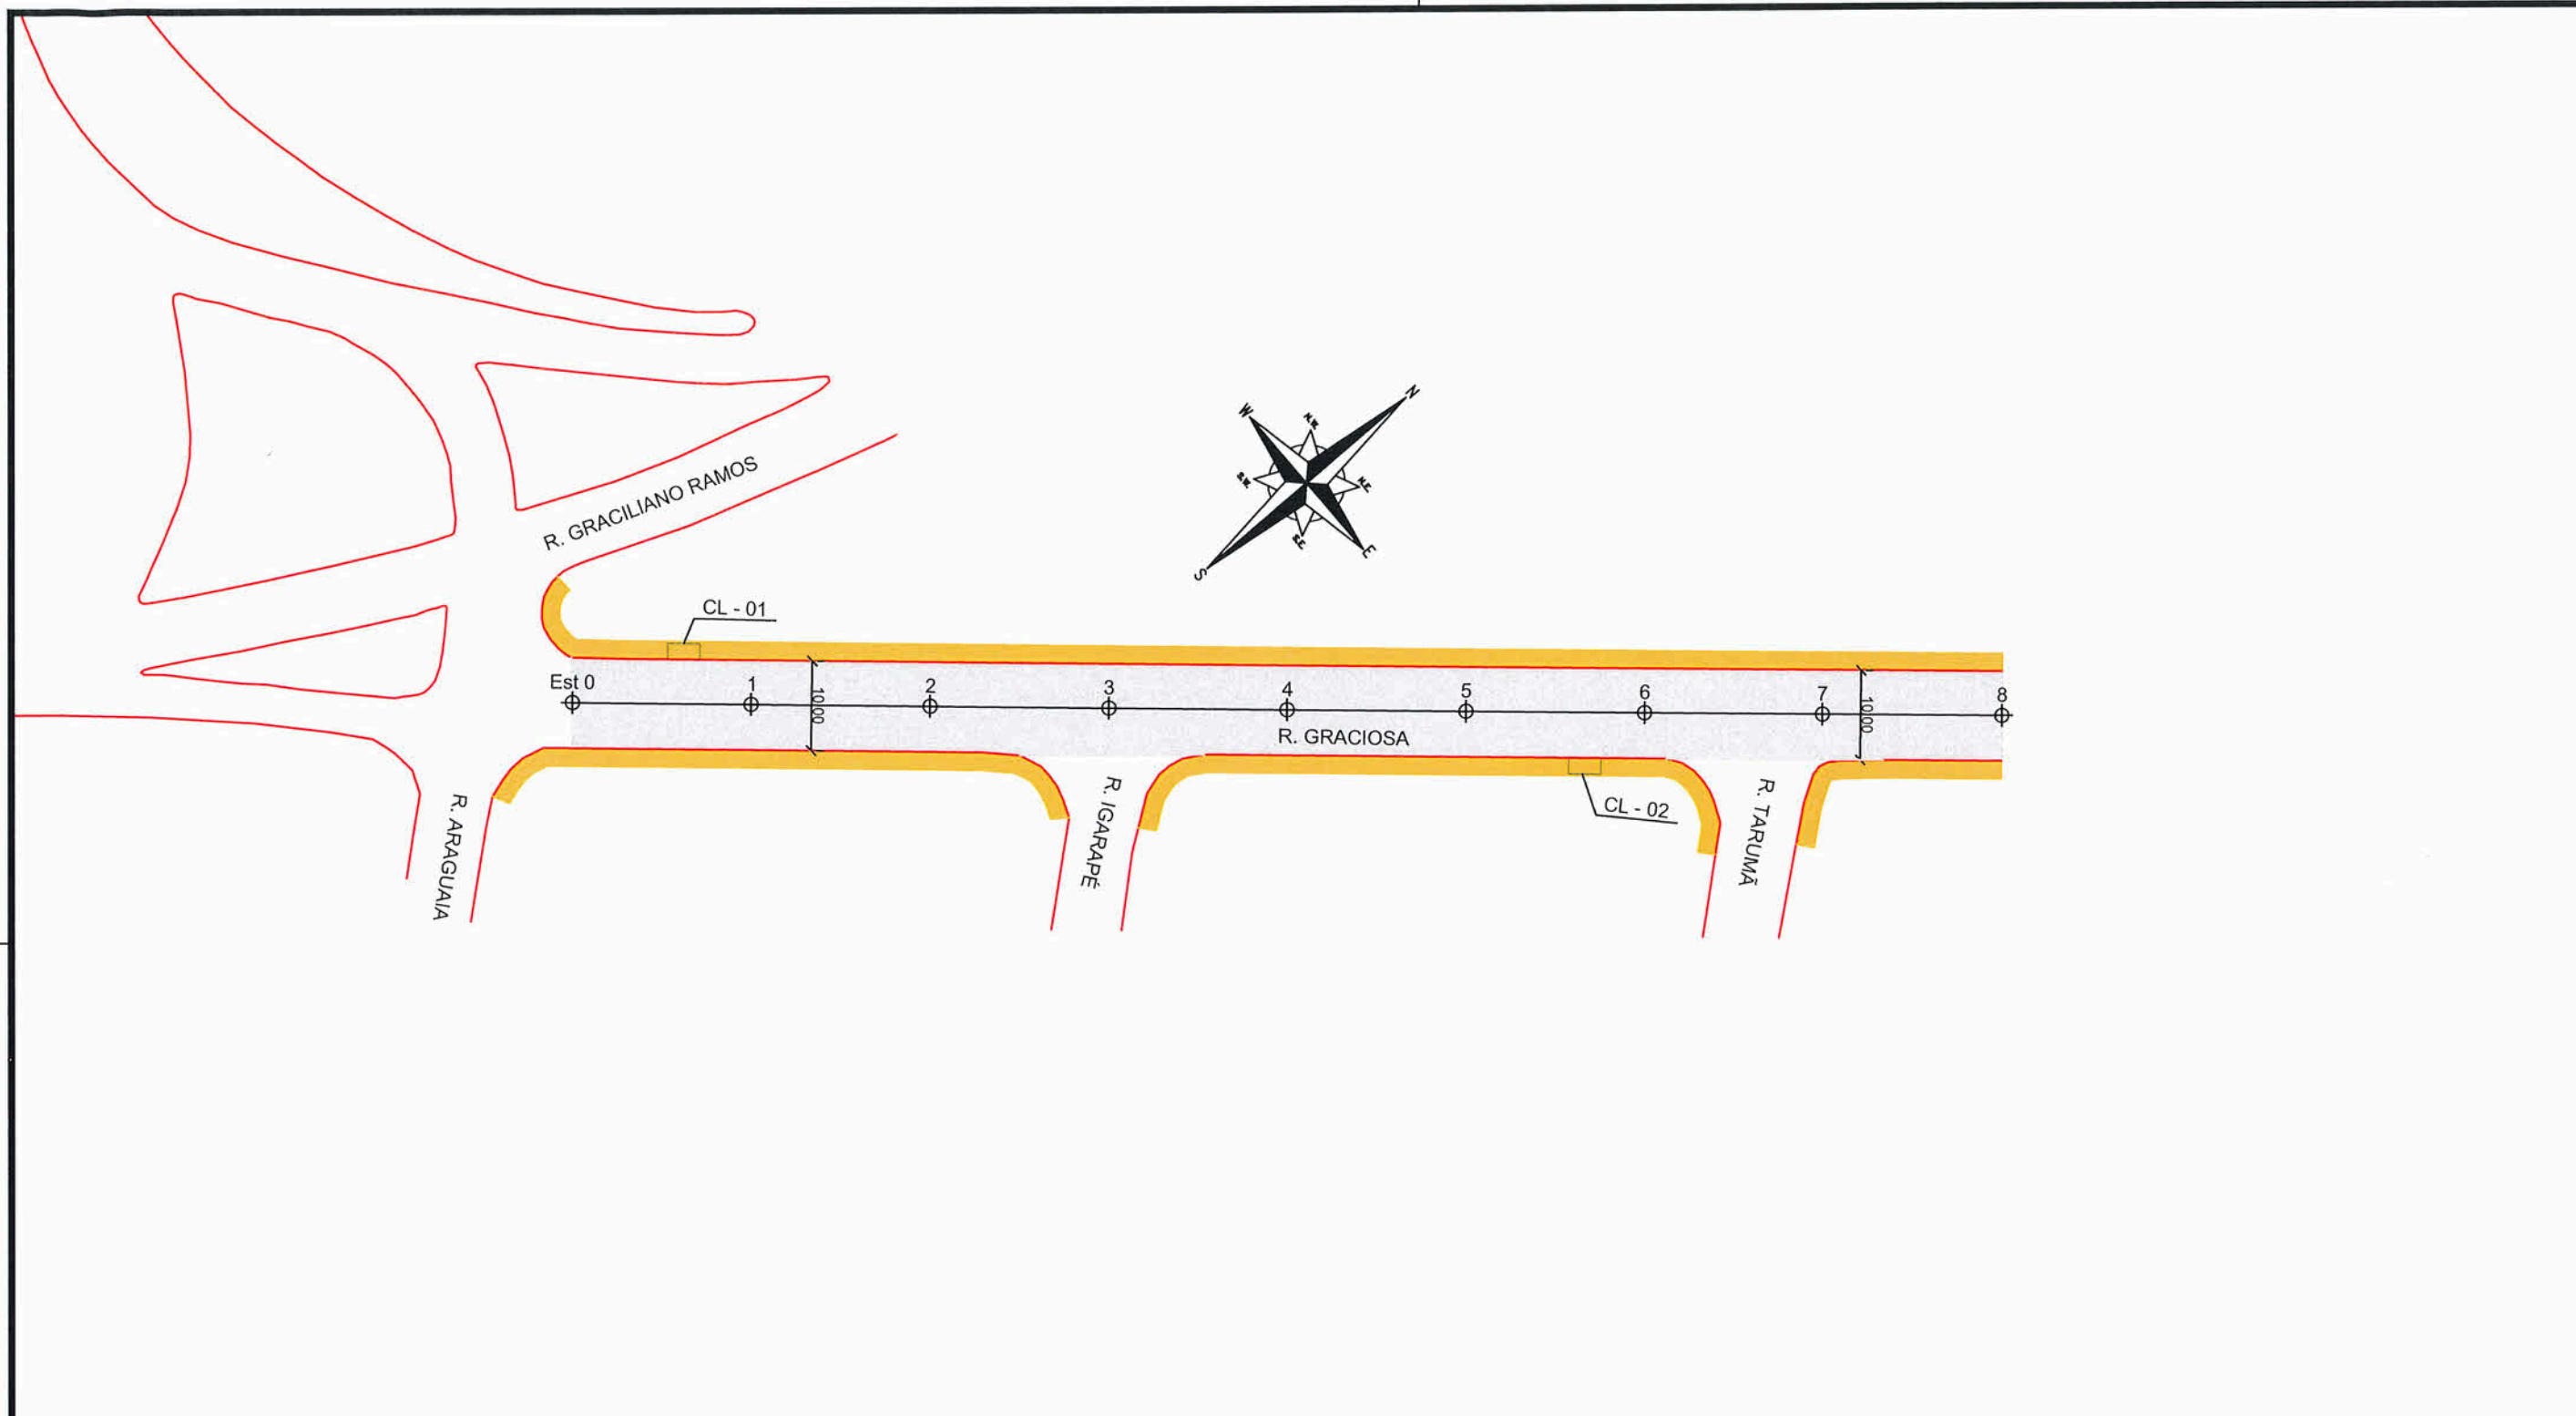 N
W
N.W.
S.W.
N.E.
S.E.
E
S
R. GRACILIANO RAMOS
CL - 01
Est 0
1
2
3
4
5
6
7
8
10.00
10.00
R. GRACIOSA
CL - 02
R. ARAGUAIA
R. IGARAPÉ
R. TARUMÃ